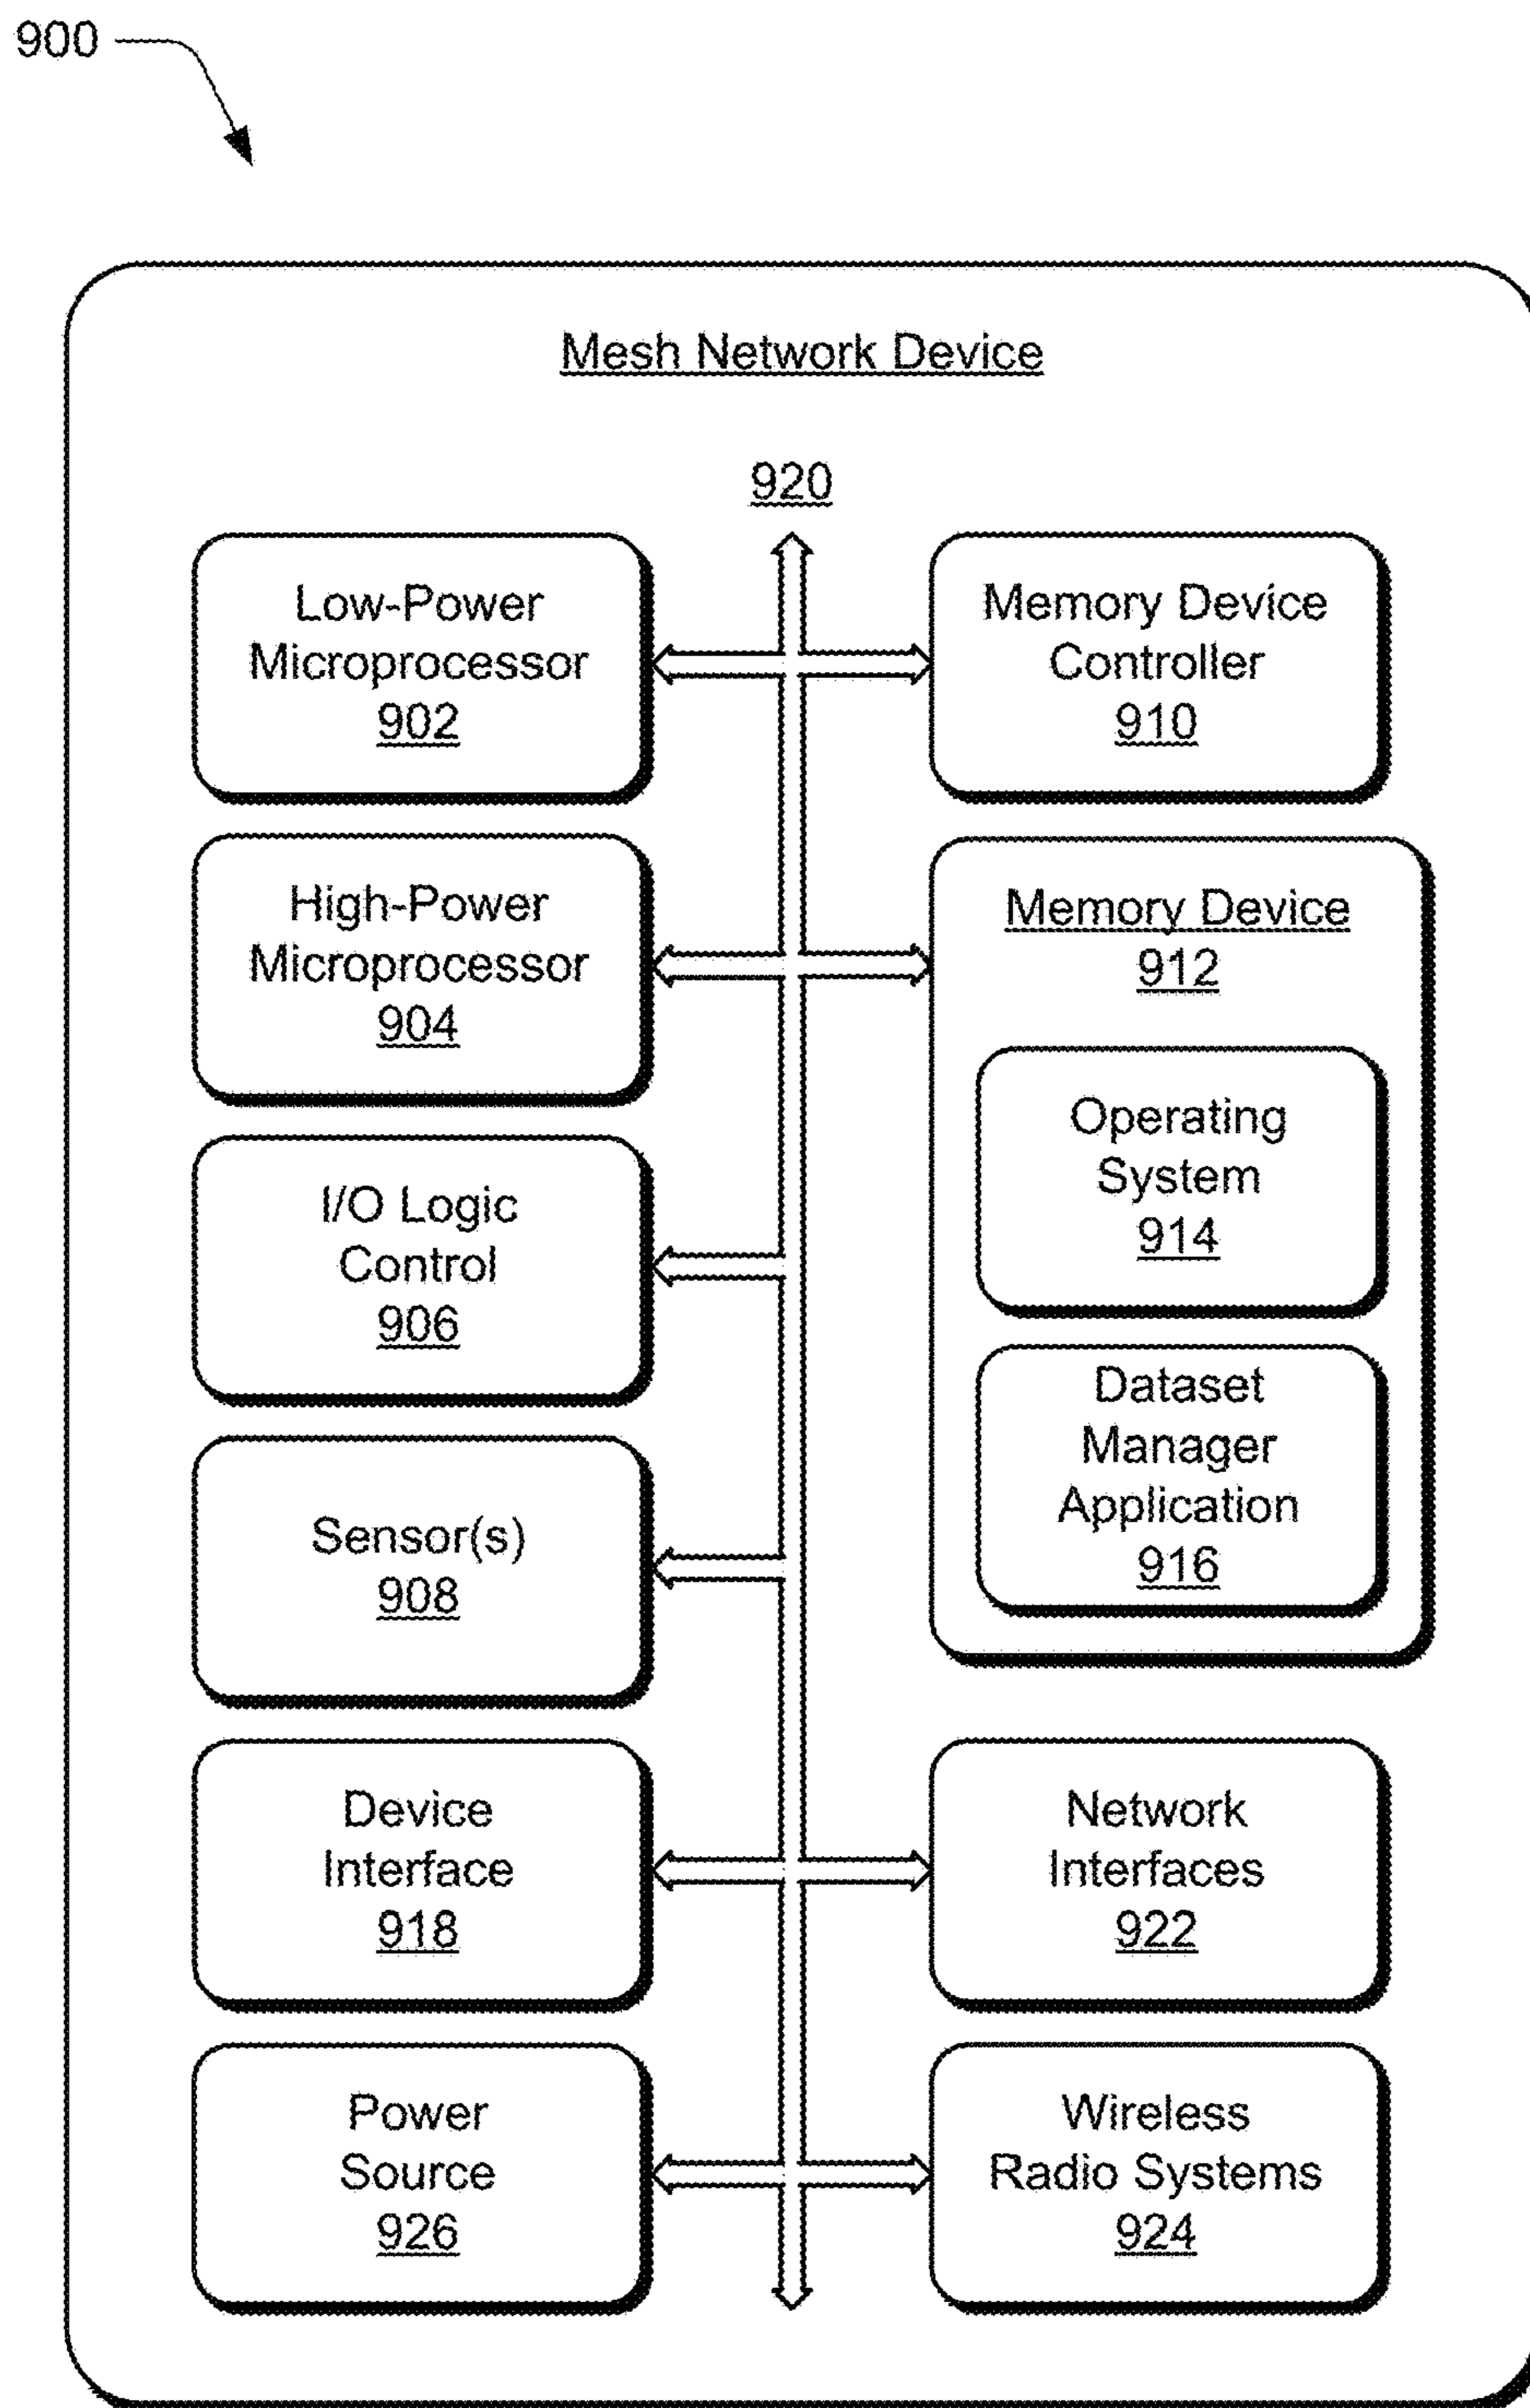 900
Mesh Network Device
920
Low-Power
Microprocessor
902
Memory Device
Controller
910
High-Power
Microprocessor
904
Memory Device
912
Operating
System
914
I/O Logic
Control
906
Dataset
Manager
Application
916
Sensor(s)
908
Device
Interface
918
Network
Interfaces
922
Power
Source
926
Wireless
Radio Systems
924